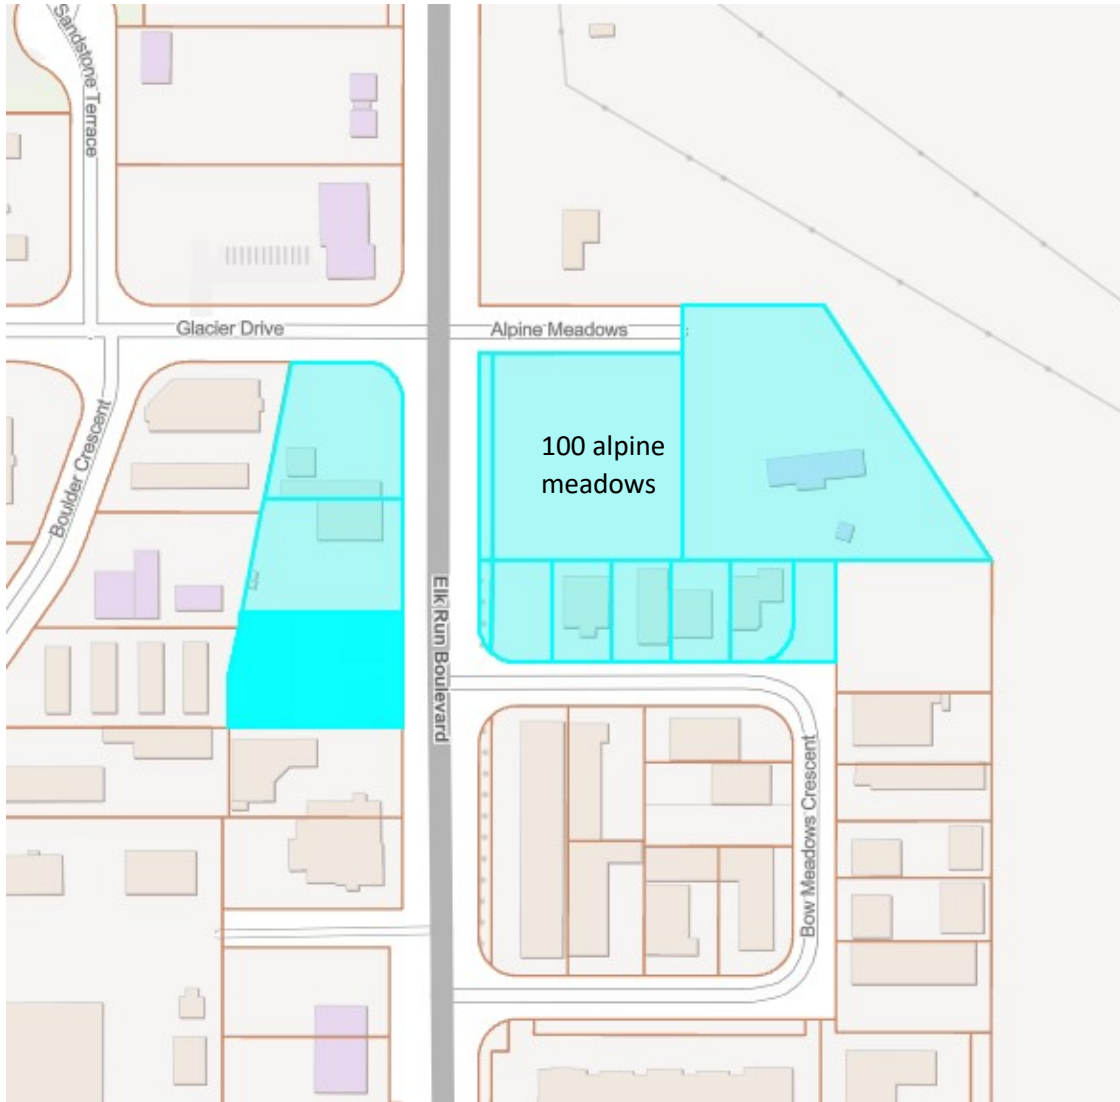 Sandstone Terrace
Glacier Drive
Alpine Meadows
Boulder Crescent
100 alpine
meadows
Elk Run Boulevard
Bow Meadows Crescent